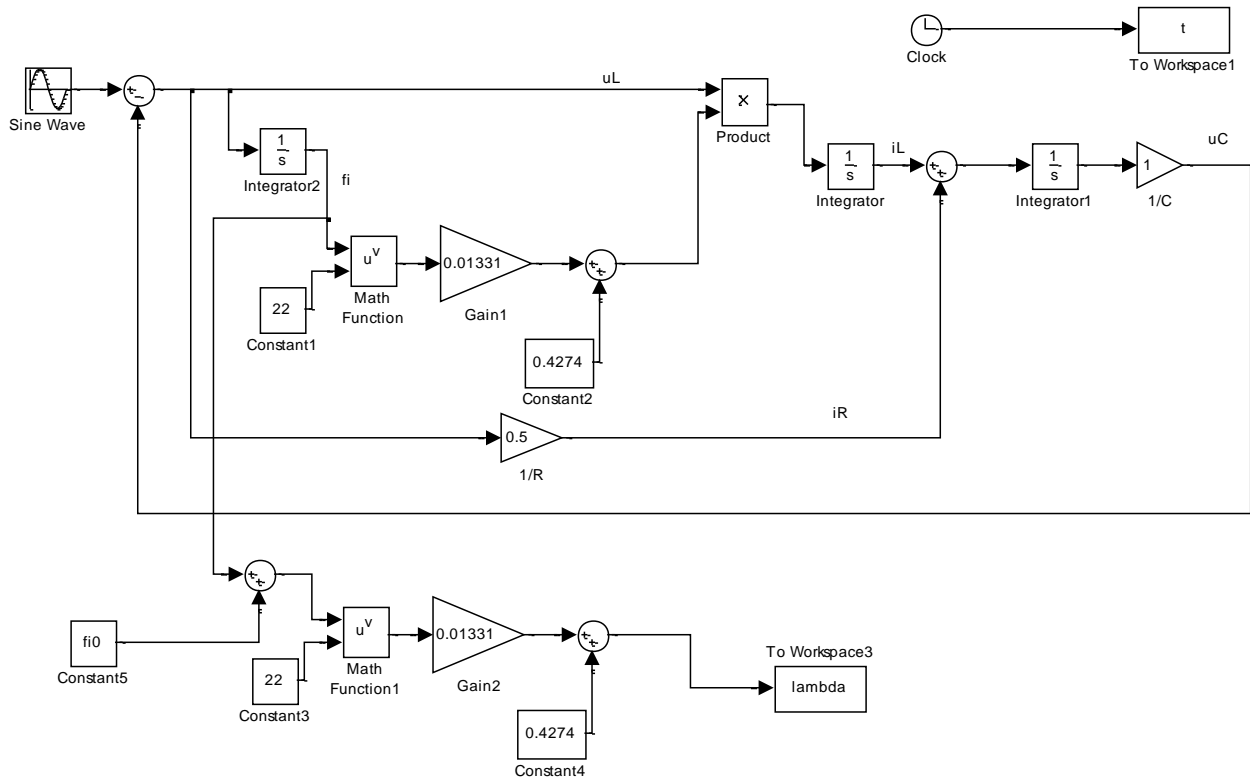 t
Clock
To Workspace1
Sine Wave
uL
x
Product
1
s
Integrator2
fi
1
s
Integrator
iL
1
s
Integrator1
1
1/C
uC
u^v
Math
Function
22
Constant1
0.01331
Gain1
0.4274
Constant2
iR
0.5
1/R
fi0
Constant5
u^v
Math
Function1
22
Constant3
0.01331
Gain2
0.4274
Constant4
To Workspace3
lambda